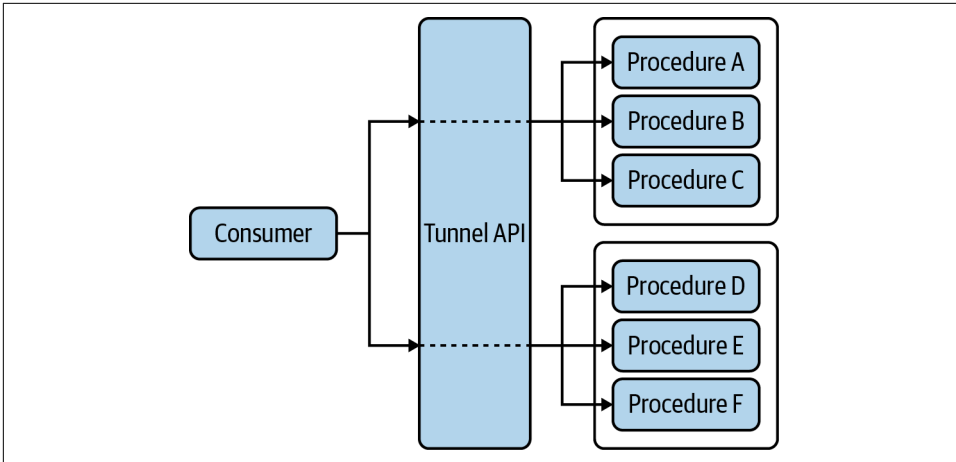 Procedure A
Procedure B
Procedure C
Consumer
Tunnel API
Procedure D
Procedure E
Procedure F